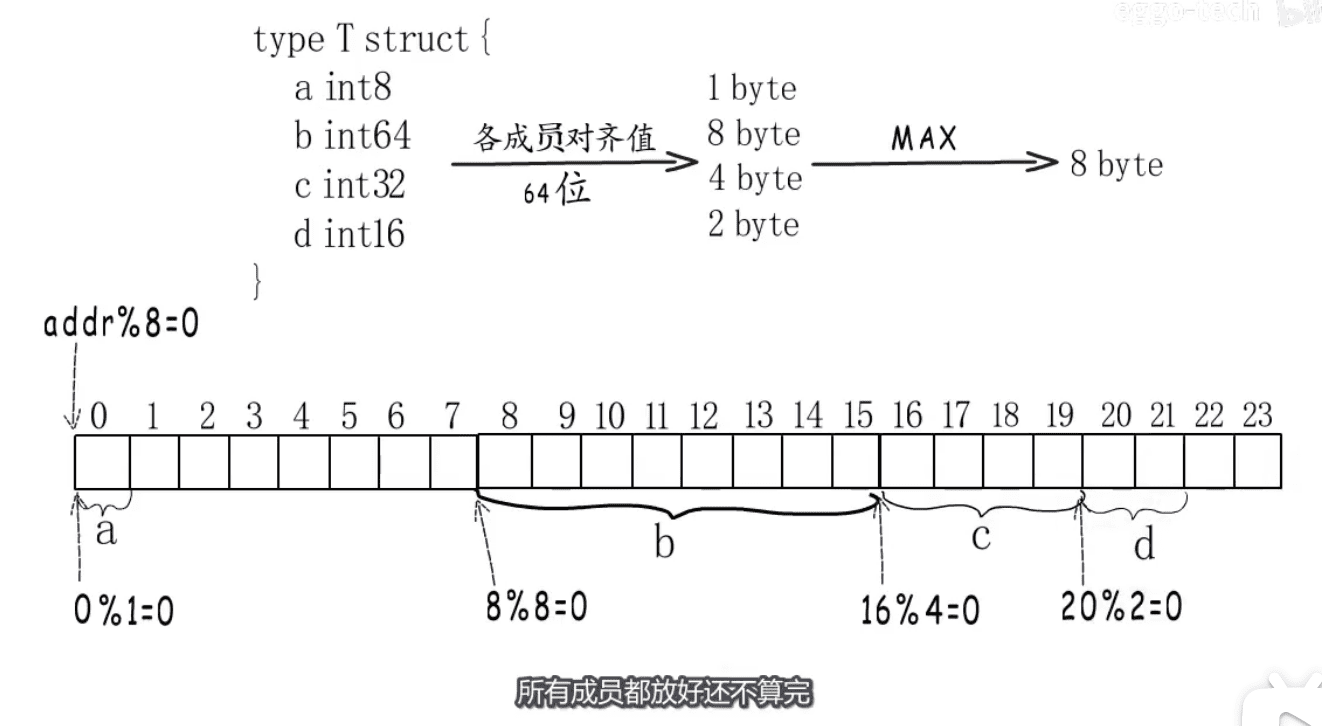 eggo-tech
type T struct {
a int8
b int64
c int32
d int16
}
各成员对齐值
64位
1 byte
8 byte
4 byte
2 byte
MAX
8 byte
addr%8=0
0 1 2 3 4 5 6 7 8 9 10 11 12 13 14 15 16 17 18 19 20 21 22 23
a
b
c
d
0%1=0
8%8=0
16%4=0
20%2=0
所有成员都放好还不算完